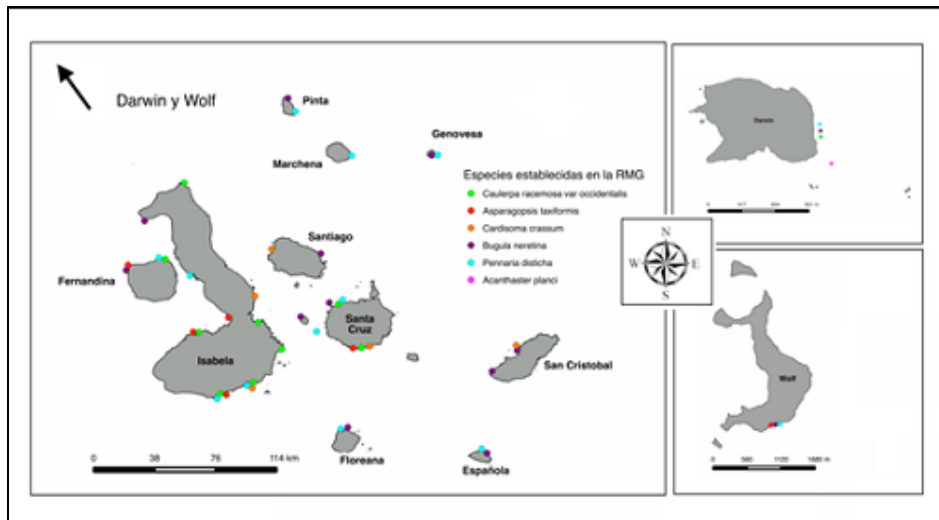 Darwin y Wolf
Pinta
Genovesa
Marchena
Especies establecidas en la RMG
Caulerpa racemosa var occidentalis
Asparagopsis taxiformis
Cardisoma crassum
Bugula neretina
Pennaria disticha
Acanthaster planci
Santiago
Fernandina
Santa
Cruz
Isabela
San Cristobal
Floreana
Española
0 38 76 114 km
Darwin
N
W E
S
Wolf
0 560 1120 1680 m